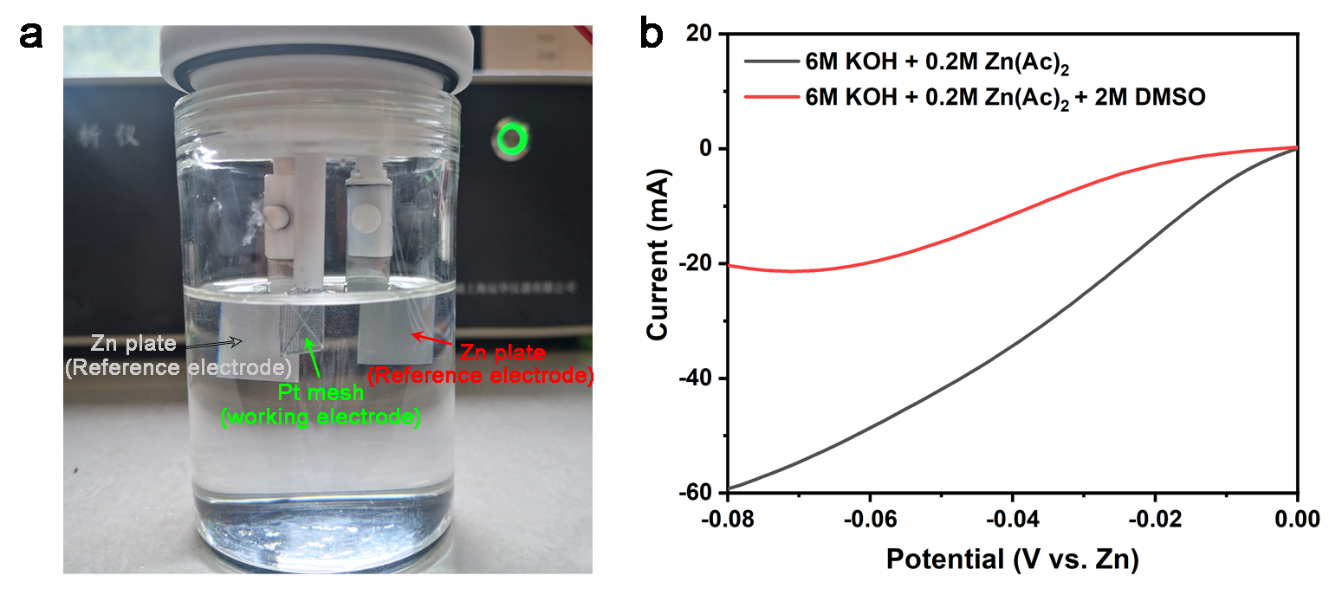 a
析仪
Zn plate
(Reference electrode)
Zn plate
(Reference electrode)
Pt mesh
(working electrode)
b
6M KOH + 0.2M Zn(Ac)₂
6M KOH + 0.2M Zn(Ac)₂ + 2M DMSO
20
0
-20
-40
-60
Current (mA)
-0.08 -0.06 -0.04 -0.02 0.00
Potential (V vs. Zn)